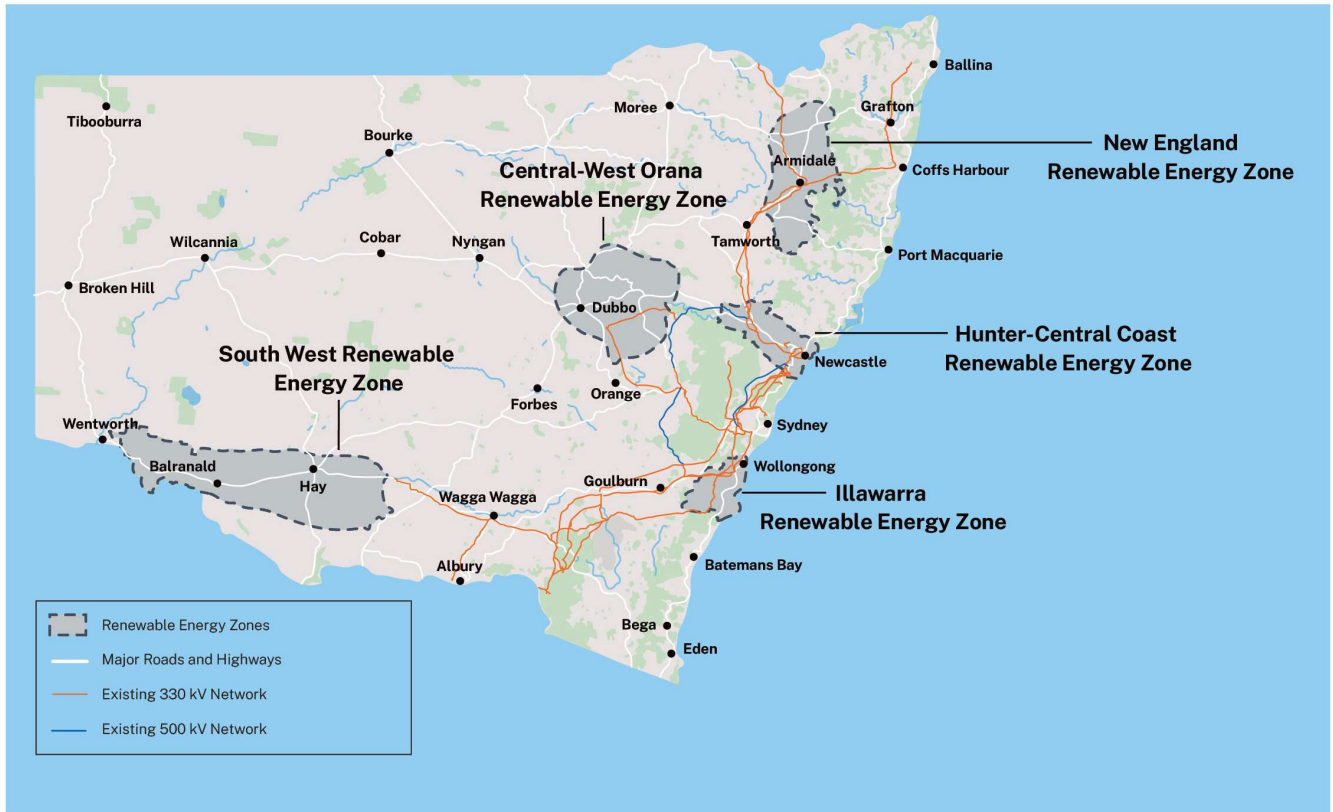 Ballina
Tibooburra
Moree
Grafton
Bourke
New England
Renewable Energy Zone
Central-West Orana
Renewable Energy Zone
Armidale
Coffs Harbour
Wilcannia
Cobar
Nyngan
Tamworth
Port Macquarie
Broken Hill
Dubbo
Hunter-Central Coast
Renewable Energy Zone
South West Renewable
Energy Zone
Newcastle
Orange
Forbes
Wentworth
Sydney
Balranald
Hay
Wollongong
Goulburn
Wagga Wagga
Illawarra
Renewable Energy Zone
Albury
Batemans Bay
Bega
Eden
Renewable Energy Zones
Major Roads and Highways
Existing 330 kV Network
Existing 500 kV Network